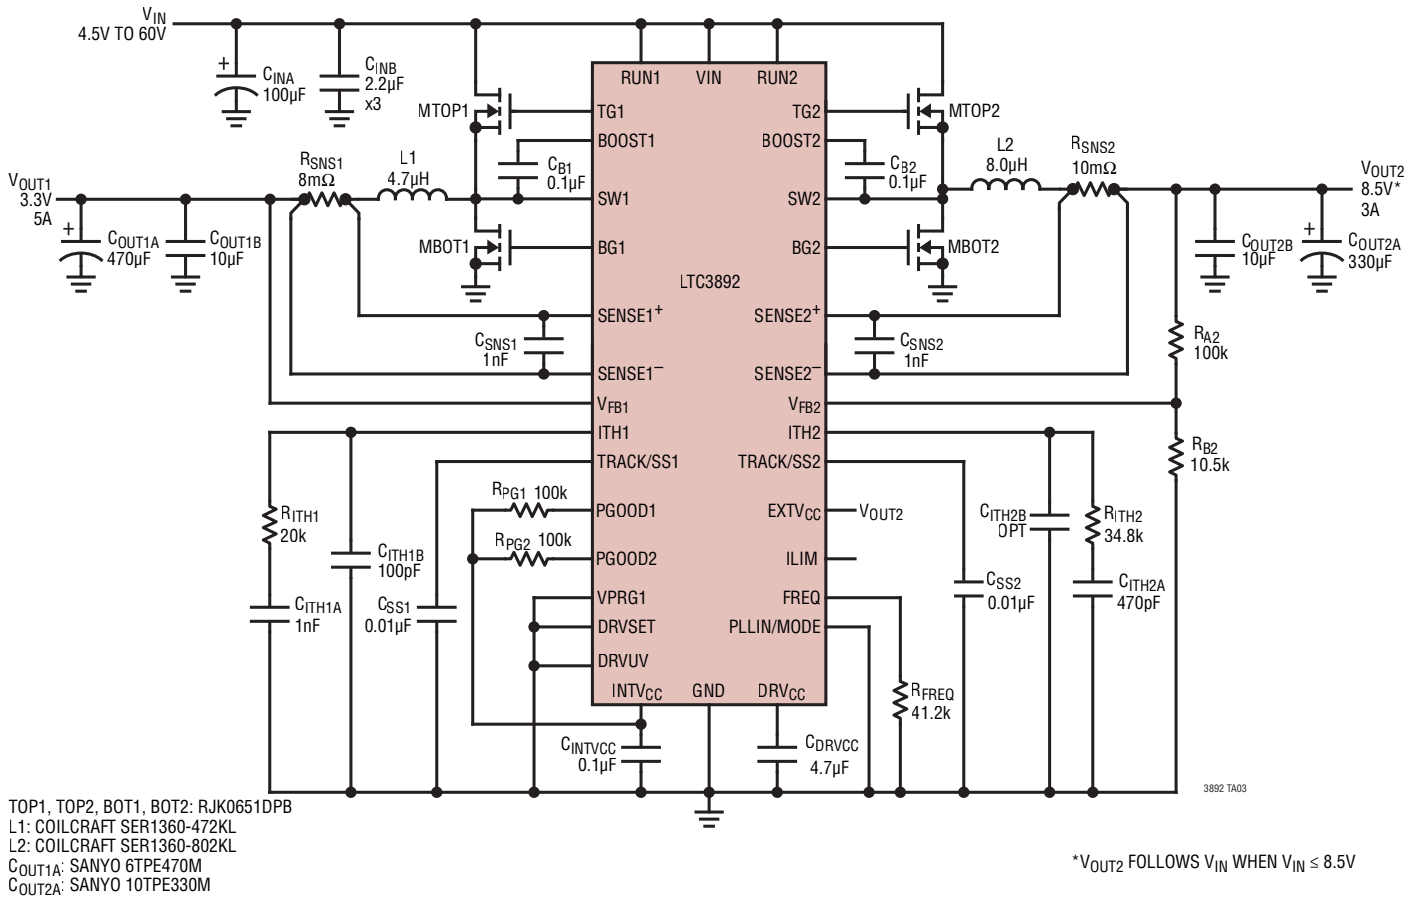 VIN
4.5V TO 60V
CINA
100µF
CINB
2.2µF
x3
RUN1
VIN
RUN2
MTOP1
TG1
TG2
MTOP2
BOOST1
BOOST2
CB1
0.1µF
CB2
0.1µF
VOUT1
3.3V
5A
RSNS1
8mΩ
L1
4.7µH
SW1
SW2
L2
8.0µH
RSNS2
10mΩ
VOUT2
8.5V*
3A
COUT1A
470µF
COUT1B
10µF
MBOT1
BG1
BG2
MBOT2
COUT2B
10µF
COUT2A
330µF
LTC3892
SENSE1+
SENSE2+
CSNS1
1nF
CSNS2
1nF
RA2
100k
SENSE1–
SENSE2–
VFB1
VFB2
ITH1
ITH2
RB2
10.5k
TRACK/SS1
TRACK/SS2
RPG1 100k
PGOOD1
EXTVCC
VOUT2
RITH1
20k
CITH2B
OPT
RITH2
34.8k
RPG2 100k
PGOOD2
ILIM
CITH1B
100pF
CITH1A
1nF
CSS1
0.01µF
VPRG1
FREQ
CSS2
0.01µF
CITH2A
470pF
DRVSET
PLLIN/MODE
DRVUV
INTVCC
GND
DRVCC
RFREQ
41.2k
CINTVCC
0.1µF
CDRVCC
4.7µF
3892 TA03
TOP1, TOP2, BOT1, BOT2: RJK0651DPB
L1: COILCRAFT SER1360-472KL
L2: COILCRAFT SER1360-802KL
COUT1A: SANYO 6TPE470M
COUT2A: SANYO 10TPE330M
*VOUT2 FOLLOWS VIN WHEN VIN ≤ 8.5V